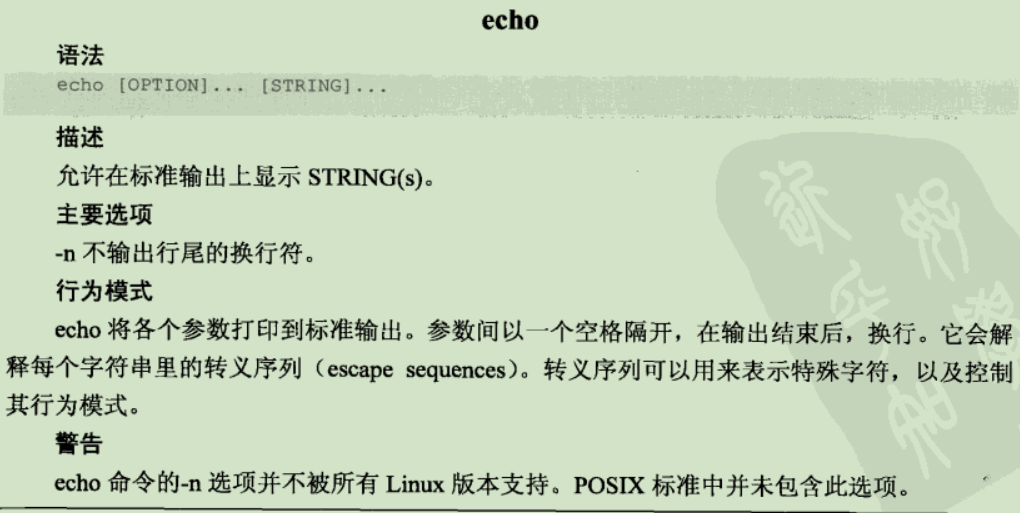 echo
语法
echo [OPTION]... [STRING]...
描述
允许在标准输出上显示 STRING(s)。
主要选项
-n 不输出行尾的换行符。
行为模式
echo 将各个参数打印到标准输出。参数间以一个空格隔开，在输出结束后，换行。它会解
释每个字符串里的转义序列（escape sequences）。转义序列可以用来表示特殊字符，以及控制
其行为模式。
警告
echo 命令的-n 选项并不被所有 Linux 版本支持。POSIX 标准中并未包含此选项。